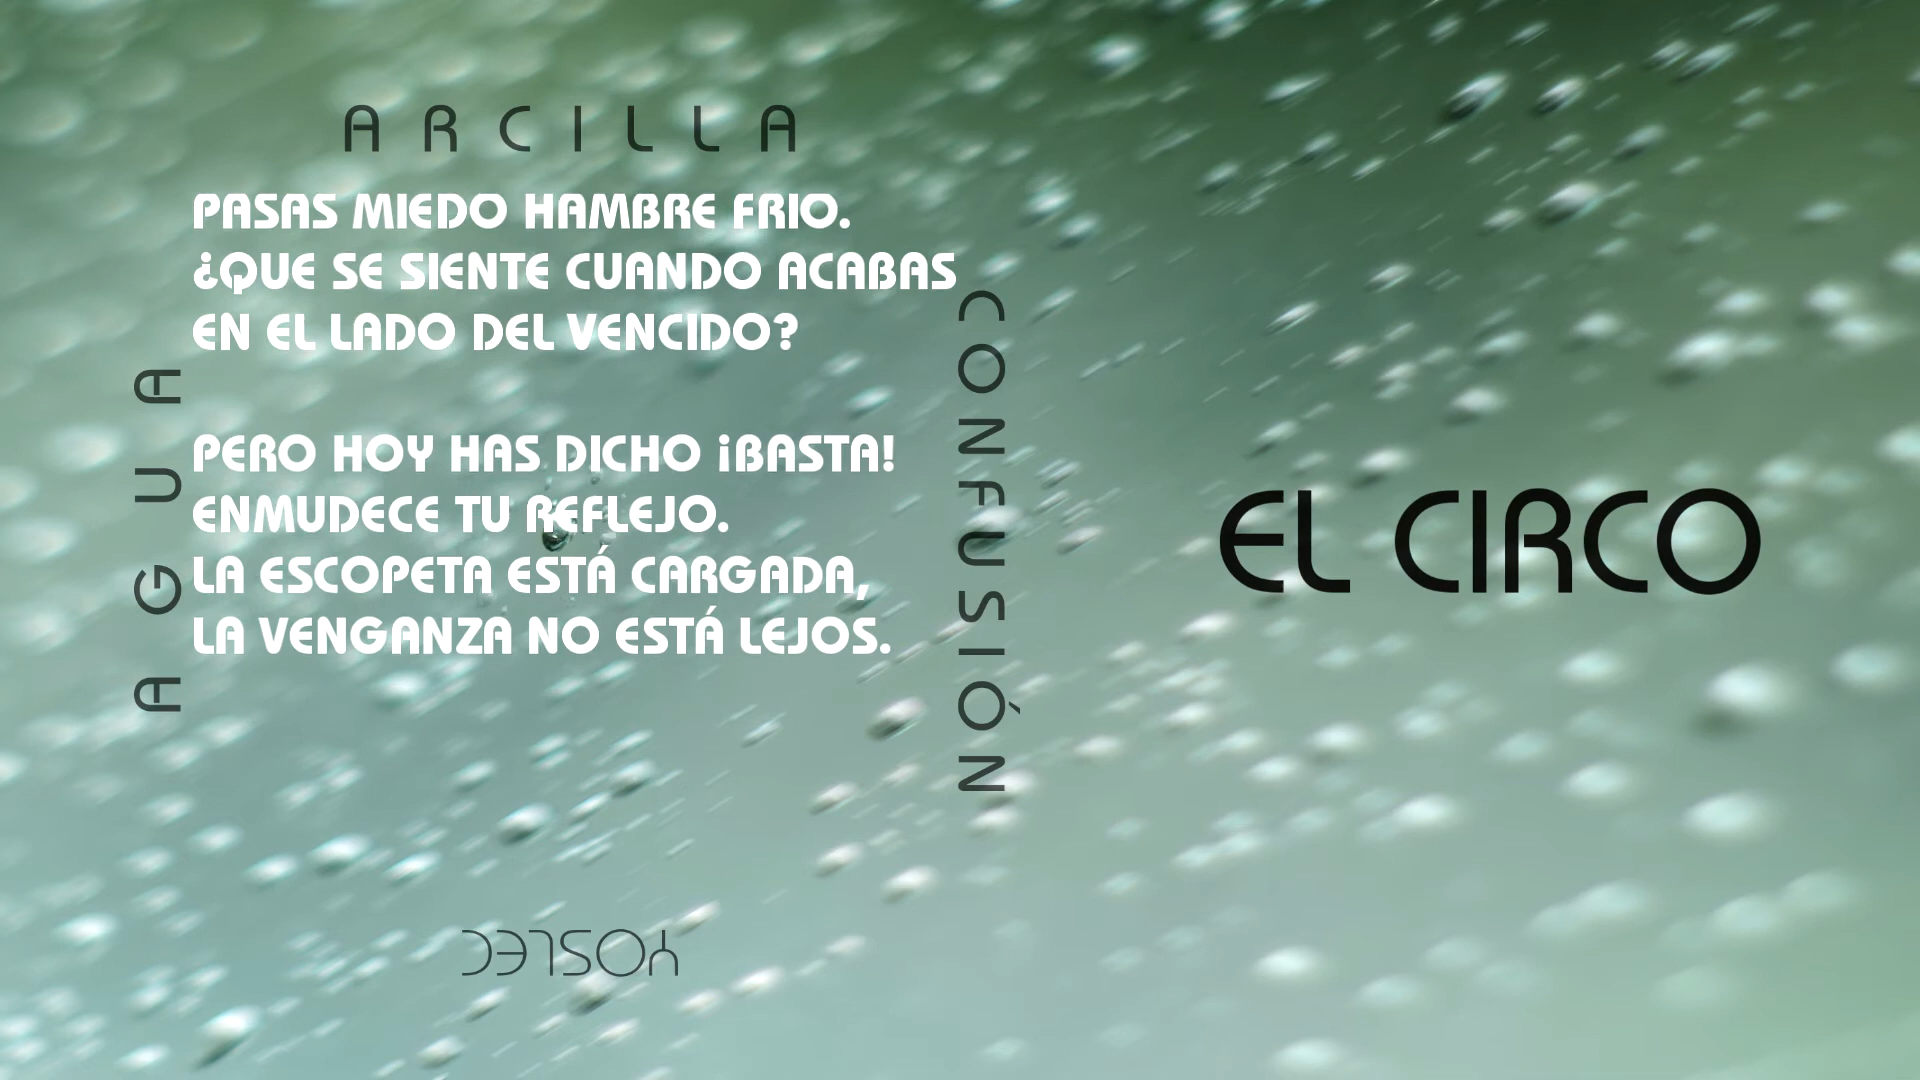 ARCILLA
PASAS MIEDO HAMBRE FRIO.
¿QUE SE SIENTE CUANDO ACABAS
EN EL LADO DEL VENCIDO?
PERO HOY HAS DICHO ¡BASTA!
ENMUDECE TU REFLEJO.
LA ESCOPETA ESTÁ CARGADA,
LA VENGANZA NO ESTÁ LEJOS.
AGUA
CONFUSIÓN
YOSLEC
EL CIRCO